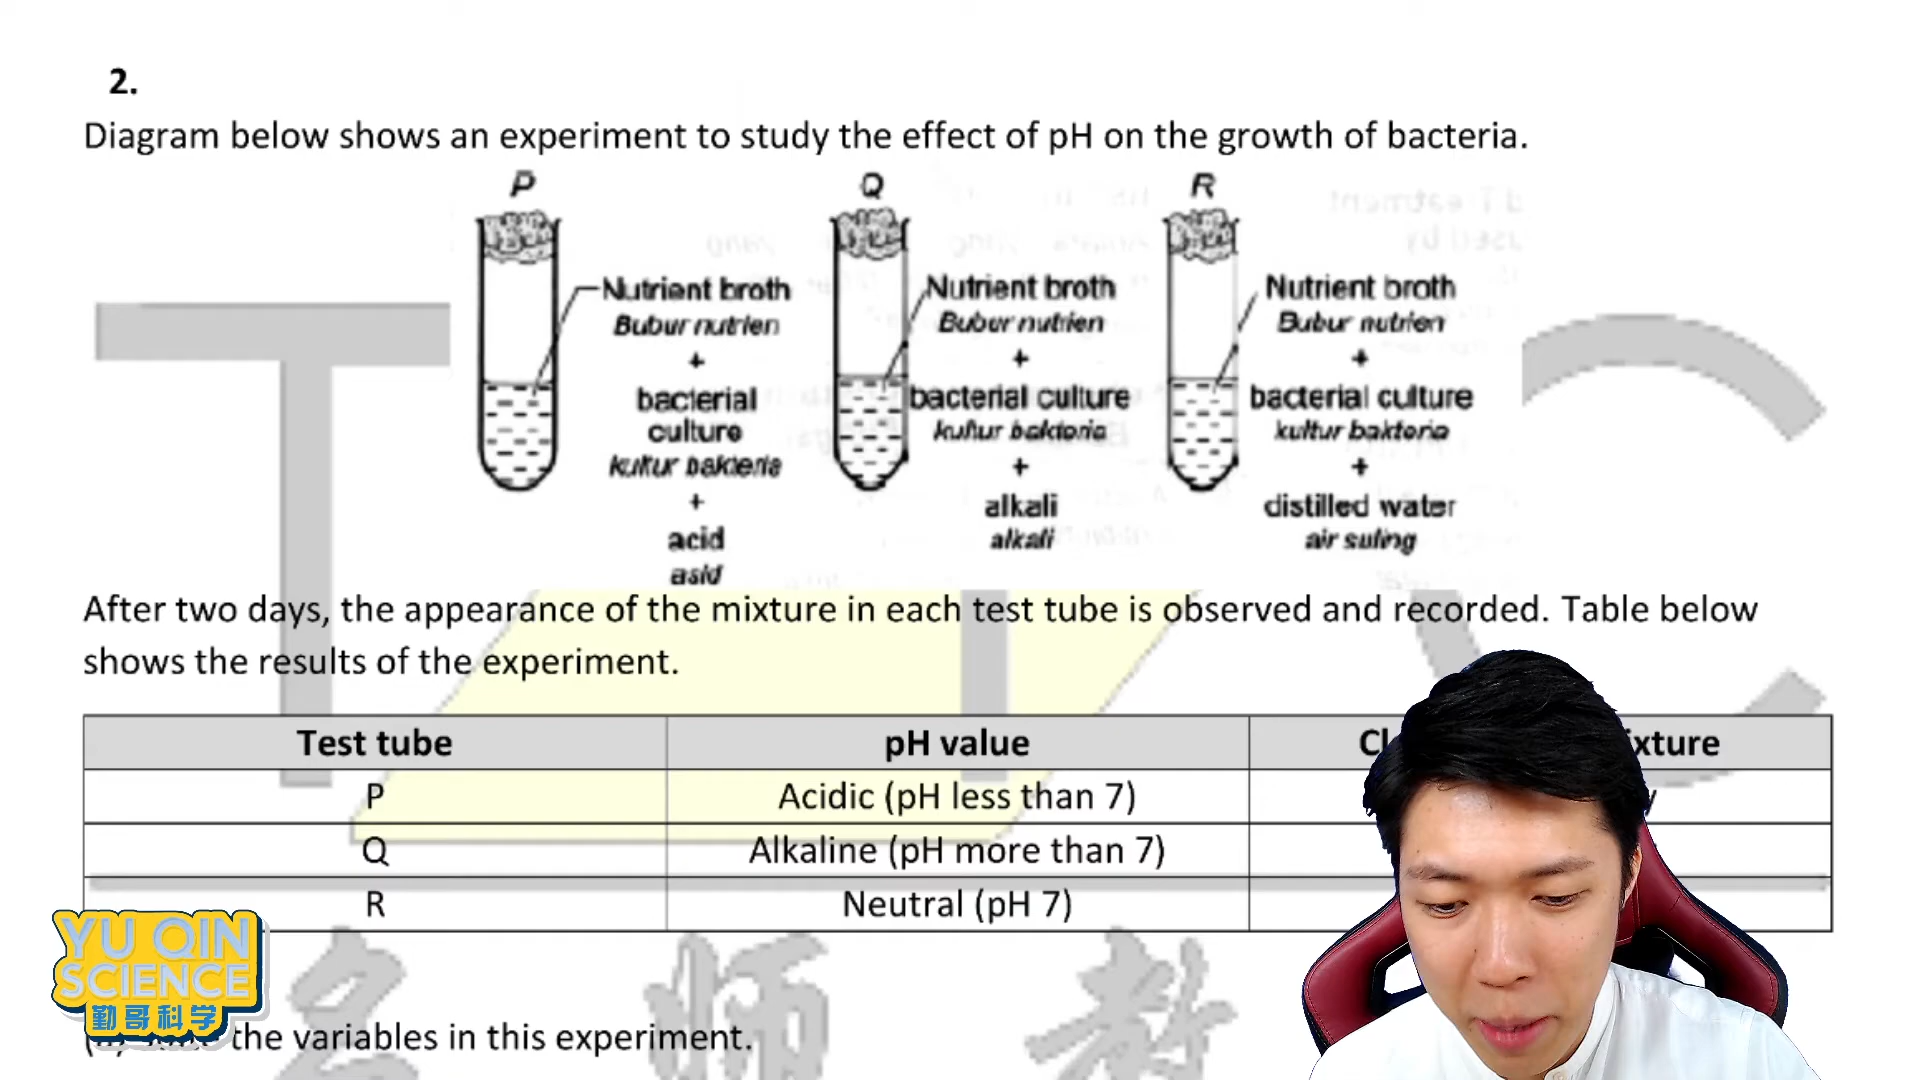 2.
Diagram below shows an experiment to study the effect of pH on the growth of bacteria.
P Q R
Nutrient broth Nutrient broth Nutrient broth
Bubur nutrien Bubur nutrien Bubur nutrien
+ + +
bacterial bacterial culture bacterial culture
culture kultur bakteria kultur bakteria
kultur bakteria + +
+ alkali distilled water
acid alkali air suling
asid
After two days, the appearance of the mixture in each test tube is observed and recorded. Table below
shows the results of the experiment.
Test tube pH value
P Acidic (pH less than 7)
Q Alkaline (pH more than 7)
R Neutral (pH 7)
YU QIN
SCIENCE
勤哥科学
the variables in this experiment.
名师教